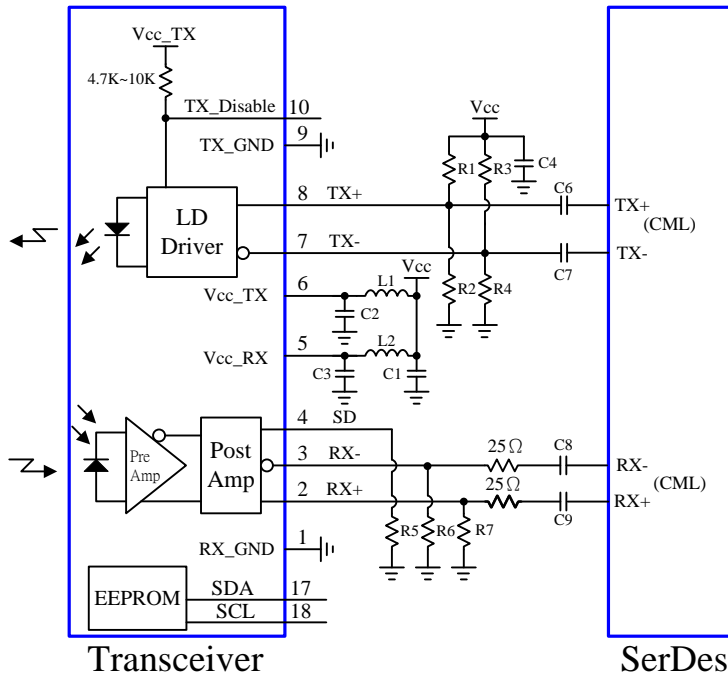 Vcc_TX
4.7K~10K
TX_Disable 10
TX_GND 9
Vcc
R1 R3 C4
LD
Driver
8 TX+ C6 TX+
(CML)
7 TX- C7 TX-
Vcc
R2 R4
Vcc_TX 6 L1
C2
Vcc_RX 5 L2
C3 C1
4 SD
Pre
Amp
Post
Amp
3 RX- 25Ω C8 RX-
(CML)
2 RX+ 25Ω C9 RX+
R5 R6 R7
RX_GND 1
EEPROM
SDA 17
SCL 18
Transceiver
SerDes